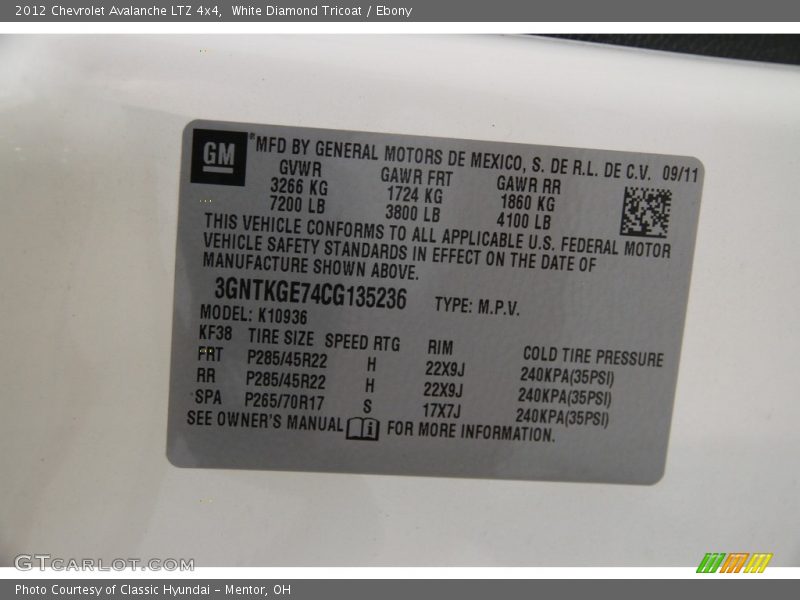 2012 Chevrolet Avalanche LTZ 4x4, White Diamond Tricoat / Ebony
GM
® MFD BY GENERAL MOTORS DE MEXICO, S. DE R.L. DE C.V. 09/11
GVWR GAWR FRT GAWR RR
3266 KG 1724 KG 1860 KG
7200 LB 3800 LB 4100 LB
THIS VEHICLE CONFORMS TO ALL APPLICABLE U.S. FEDERAL MOTOR
VEHICLE SAFETY STANDARDS IN EFFECT ON THE DATE OF
MANUFACTURE SHOWN ABOVE.
3GNTKGE74CG135236 TYPE: M.P.V.
MODEL: K10936
KF38 TIRE SIZE SPEED RTG RIM COLD TIRE PRESSURE
FRT P285/45R22 H 22X9J 240KPA(35PSI)
RR P285/45R22 H 22X9J 240KPA(35PSI)
SPA P265/70R17 S 17X7J 240KPA(35PSI)
SEE OWNER'S MANUAL FOR MORE INFORMATION.
GTCARLOT.COM
Photo Courtesy of Classic Hyundai - Mentor, OH